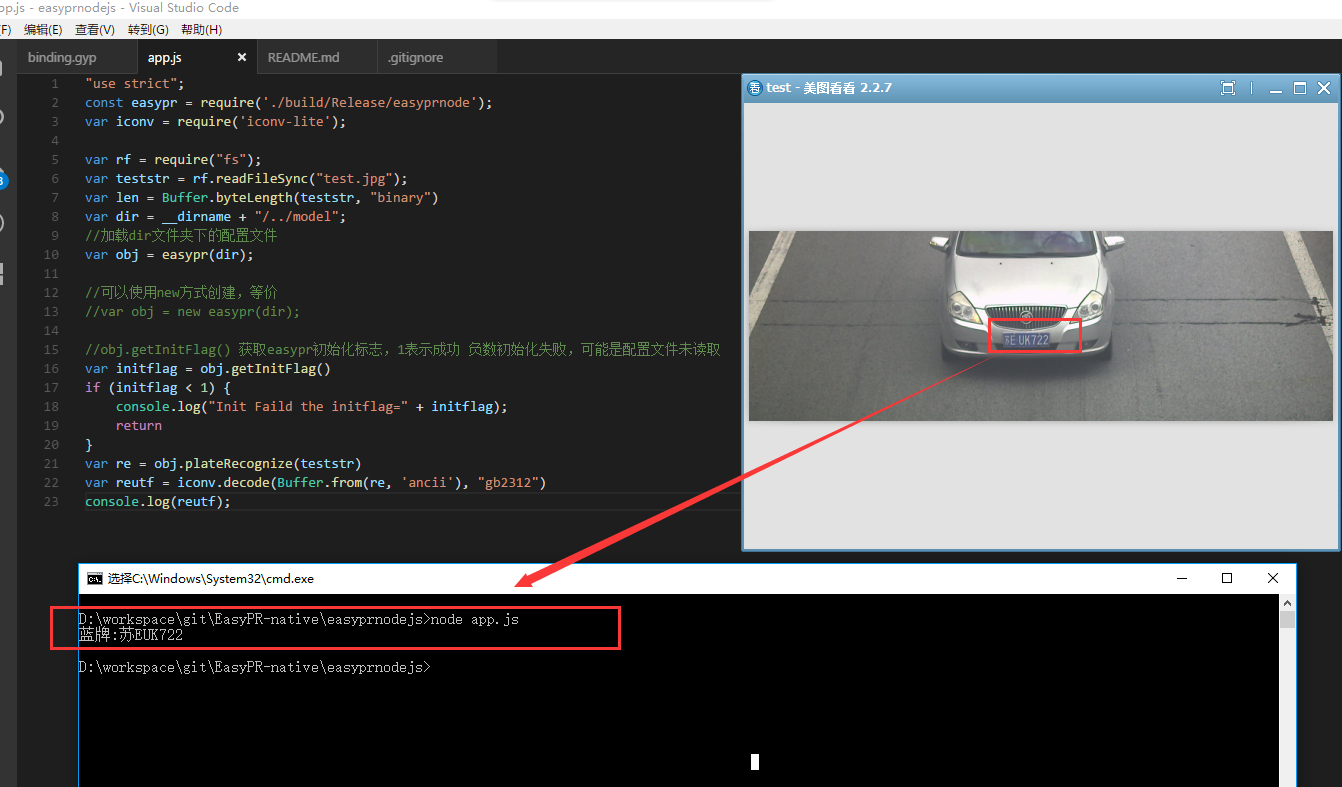 pp.js - easyprnodejs - Visual Studio Code
F) 编辑(E) 查看(V) 转到(G) 帮助(H)
binding.gyp app.js README.md .gitignore
1 "use strict";
2 const easypr = require('./build/Release/easyprnode');
3 var iconv = require('iconv-lite');
4
5 var rf = require("fs");
6 var teststr = rf.readFileSync("test.jpg");
7 var len = Buffer.byteLength(teststr, "binary")
8 var dir = __dirname + "/../model";
9 //加载dir文件夹下的配置文件
10 var obj = easypr(dir);
11
12 //可以使用new方式创建，等价
13 //var obj = new easypr(dir);
14
15 //obj.getInitFlag() 获取easypr初始化标志，1表示成功 负数初始化失败，可能是配置文件未读取
16 var initflag = obj.getInitFlag()
17 if (initflag < 1) {
18 console.log("Init Faild the initflag=" + initflag);
19 return
20 }
21 var re = obj.plateRecognize(teststr)
22 var reutf = iconv.decode(Buffer.from(re, 'ancii'), "gb2312")
23 console.log(reutf);
看 test - 美图看看 2.2.7
苏E UK722
C:\. 选择C:\Windows\System32\cmd.exe
D:\workspace\git\EasyPR-native\easyprnodejs>node app.js
蓝牌:苏EUK722
D:\workspace\git\EasyPR-native\easyprnodejs>